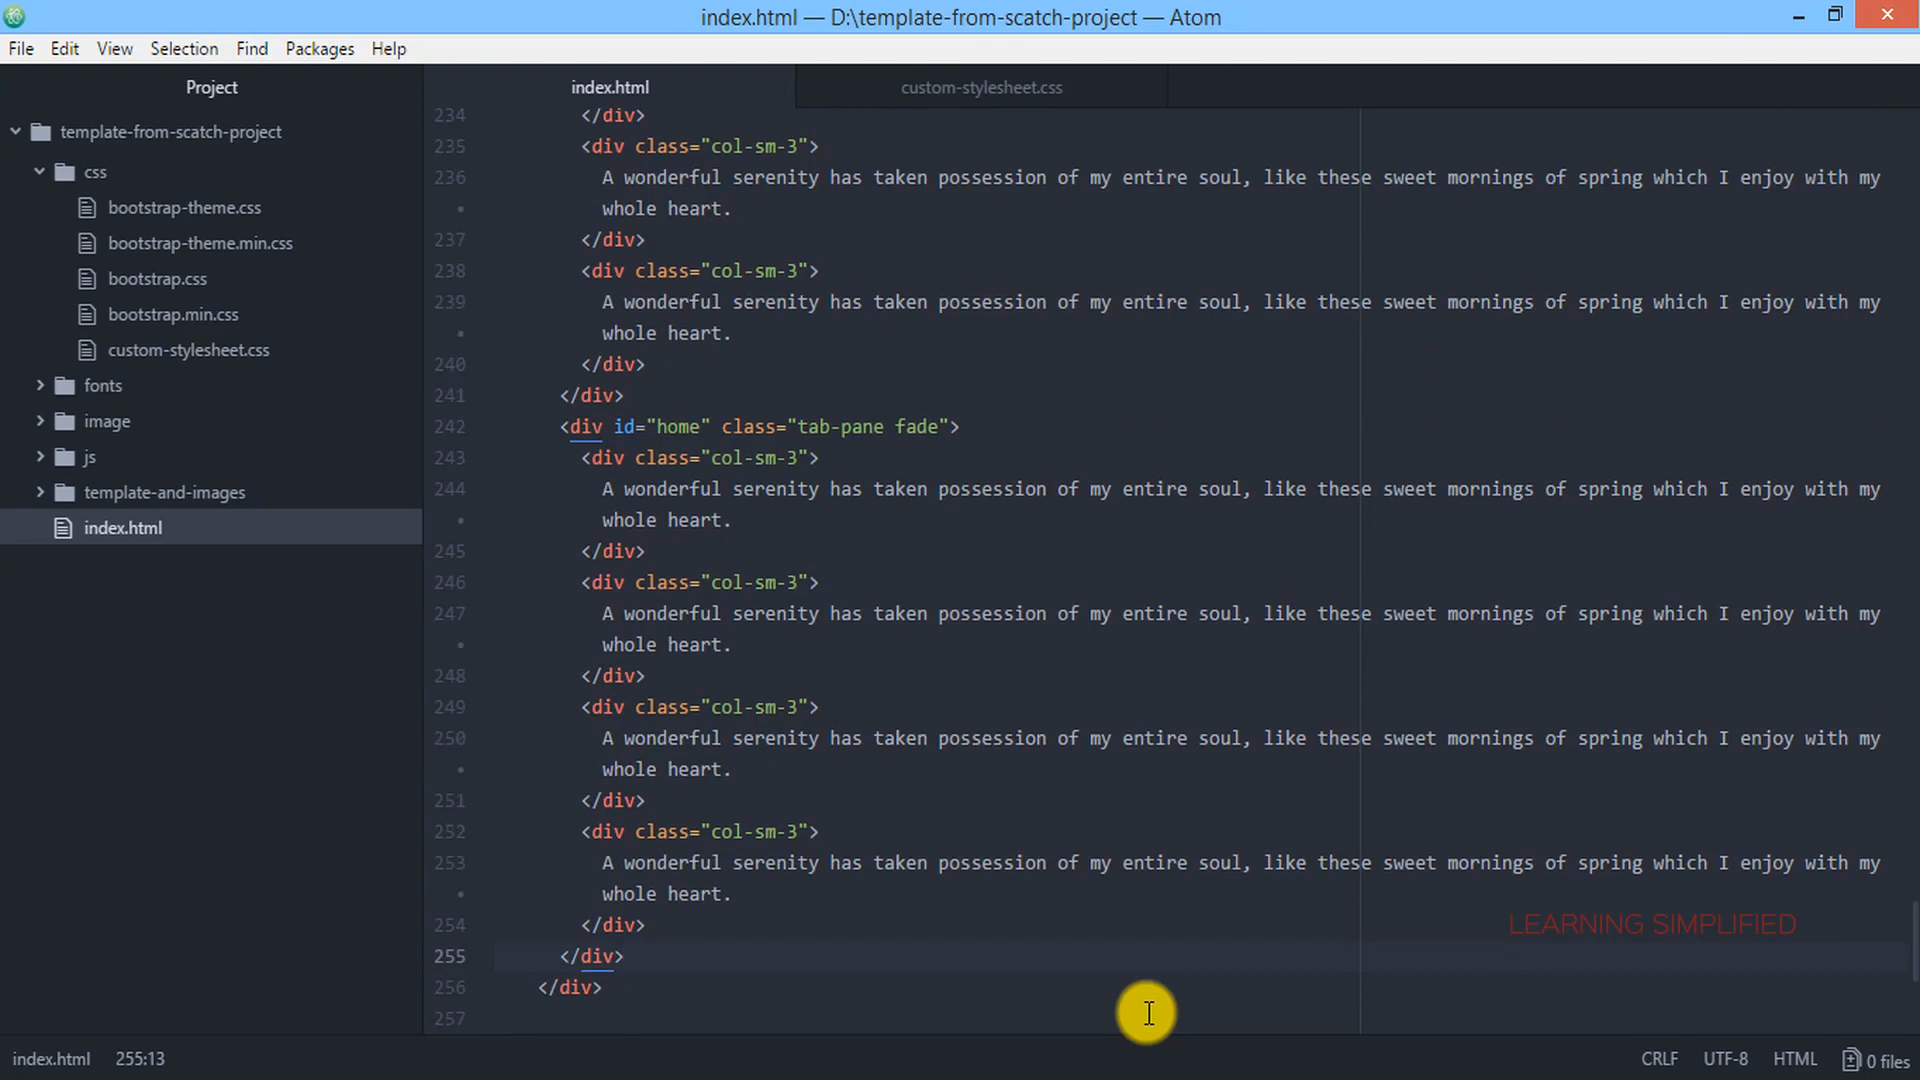 index.html — D:\template-from-scatch-project — Atom
File Edit View Selection Find Packages Help
Project
template-from-scatch-project
css
bootstrap-theme.css
bootstrap-theme.min.css
bootstrap.css
bootstrap.min.css
custom-stylesheet.css
fonts
image
js
template-and-images
index.html
index.html custom-stylesheet.css
234 </div>
235 <div class="col-sm-3">
236 A wonderful serenity has taken possession of my entire soul, like these sweet mornings of spring which I enjoy with my
• whole heart.
237 </div>
238 <div class="col-sm-3">
239 A wonderful serenity has taken possession of my entire soul, like these sweet mornings of spring which I enjoy with my
• whole heart.
240 </div>
241 </div>
242 <div id="home" class="tab-pane fade">
243 <div class="col-sm-3">
244 A wonderful serenity has taken possession of my entire soul, like these sweet mornings of spring which I enjoy with my
• whole heart.
245 </div>
246 <div class="col-sm-3">
247 A wonderful serenity has taken possession of my entire soul, like these sweet mornings of spring which I enjoy with my
• whole heart.
248 </div>
249 <div class="col-sm-3">
250 A wonderful serenity has taken possession of my entire soul, like these sweet mornings of spring which I enjoy with my
• whole heart.
251 </div>
252 <div class="col-sm-3">
253 A wonderful serenity has taken possession of my entire soul, like these sweet mornings of spring which I enjoy with my
• whole heart.
254 </div>
255 </div>
256 </div>
257
LEARNING SIMPLIFIED
index.html 255:13 CRLF UTF-8 HTML 0 files